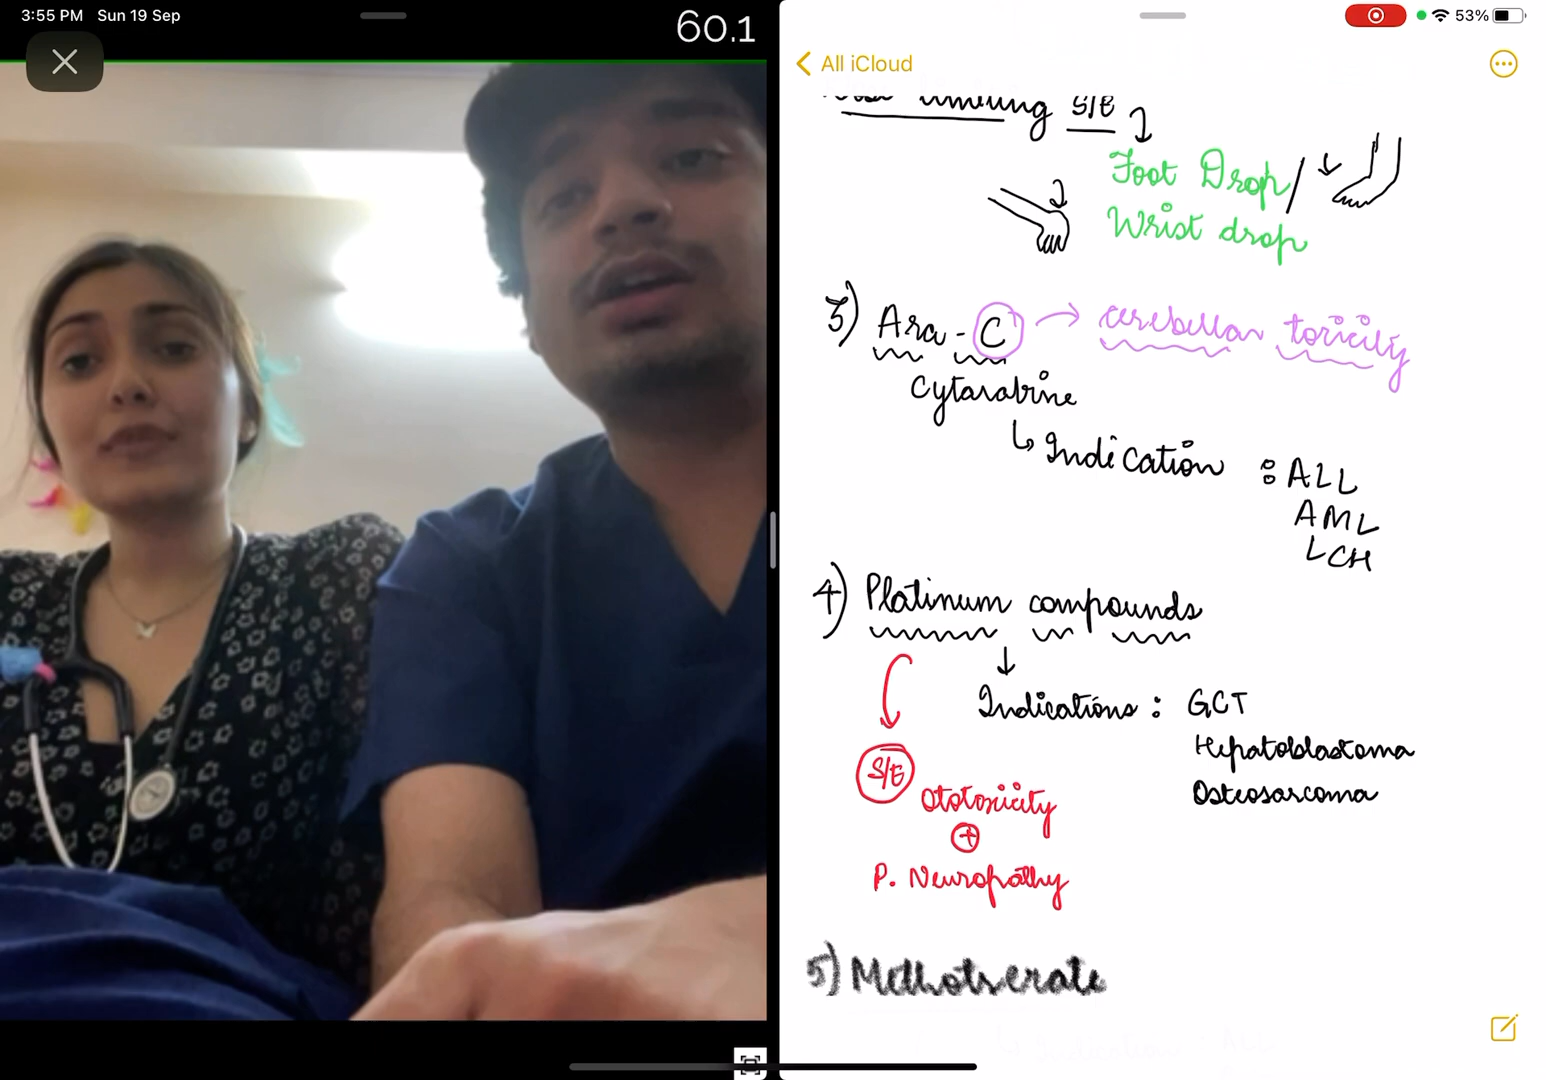 3:55 PM Sun 19 Sep
60.1
53%
All iCloud
S/E
Foot Drop /
Wrist drop
3) Ara - C → cerebellar toxicity
Cytarabine
↳ Indication : ALL
AML
LCH
4) Platinum compounds
Indications : GCT
Hepatoblastoma
Osteosarcoma
S/E
Ototoxicity
+
P. Neuropathy
5) Methotrexate